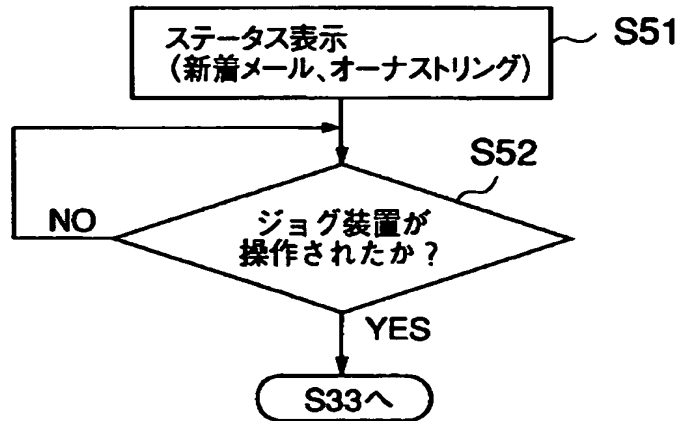 ステータス表示
(新着メール、オーナストリング)
S51
S52
NO
ジョグ装置が
操作されたか?
YES
S33へ